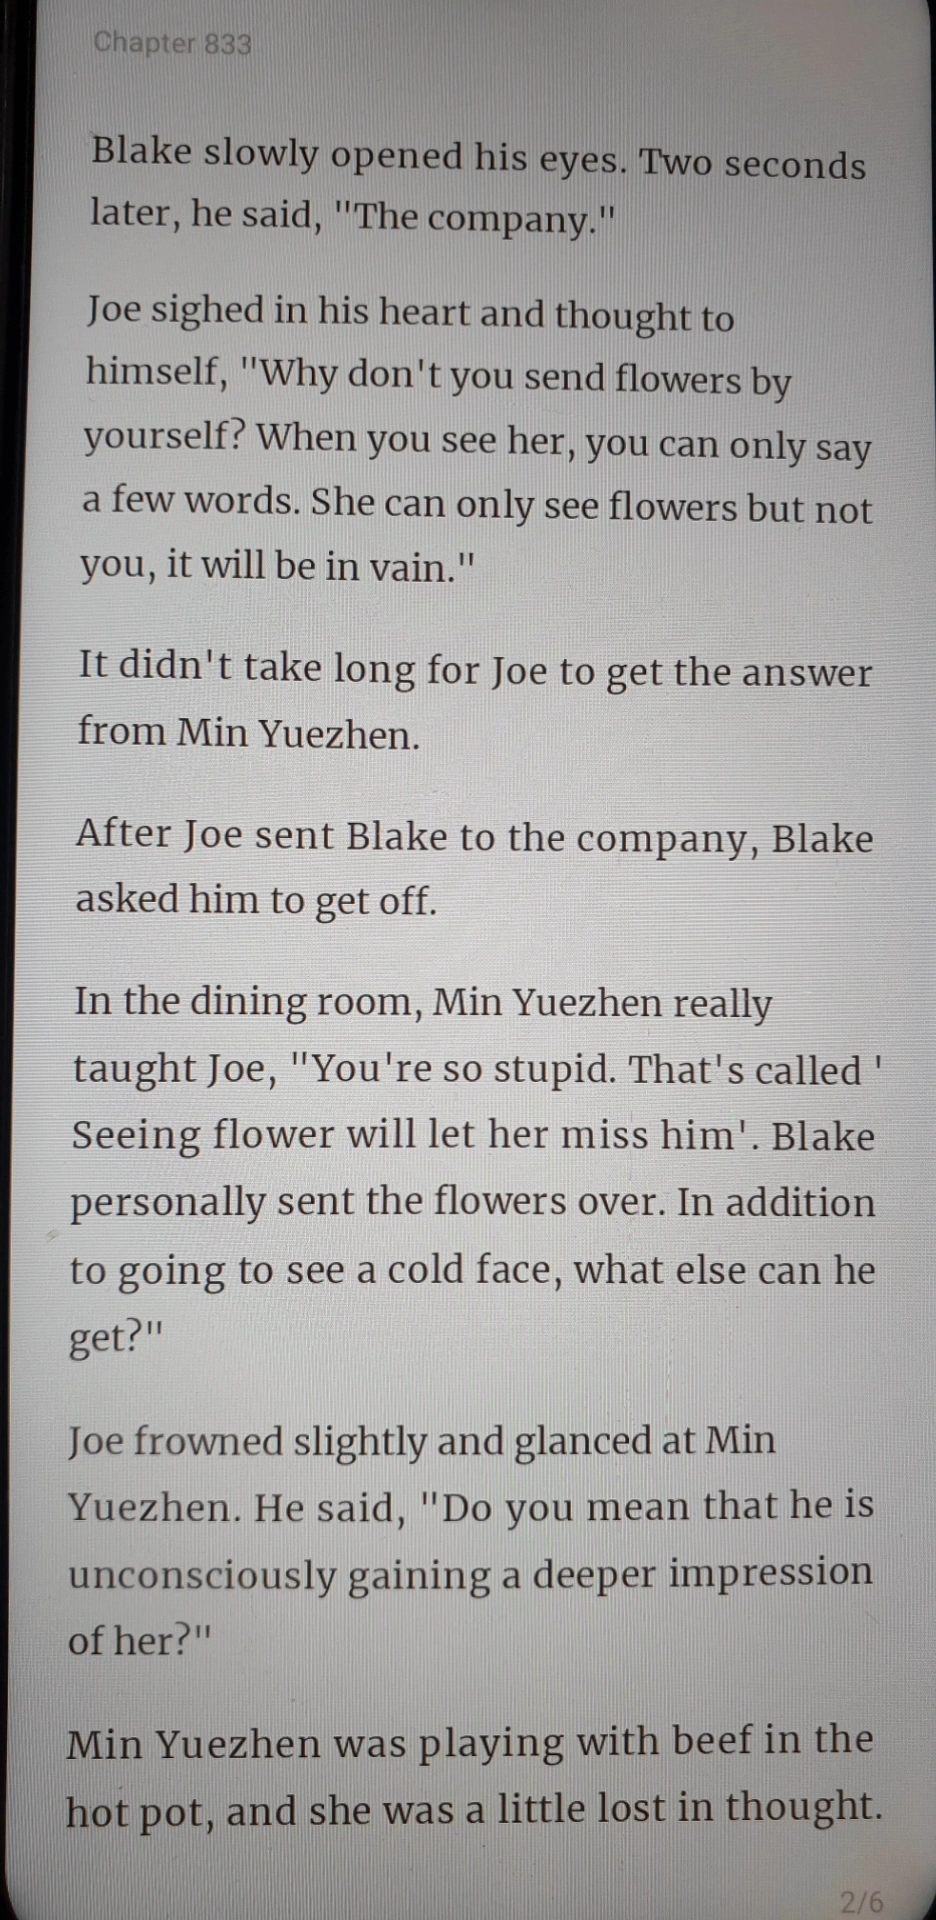 Chapter 833
Blake slowly opened his eyes. Two seconds
later, he said, "The company."
Joe sighed in his heart and thought to
himself, "Why don't you send flowers by
yourself? When you see her, you can only say
a few words. She can only see flowers but not
you, it will be in vain."
It didn't take long for Joe to get the answer
from Min Yuezhen.
After Joe sent Blake to the company, Blake
asked him to get off.
In the dining room, Min Yuezhen really
taught Joe, "You're so stupid. That's called '
Seeing flower will let her miss him'. Blake
personally sent the flowers over. In addition
to going to see a cold face, what else can he
get?"
Joe frowned slightly and glanced at Min
Yuezhen. He said, "Do you mean that he is
unconsciously gaining a deeper impression
of her?"
Min Yuezhen was playing with beef in the
hot pot, and she was a little lost in thought.
2/6